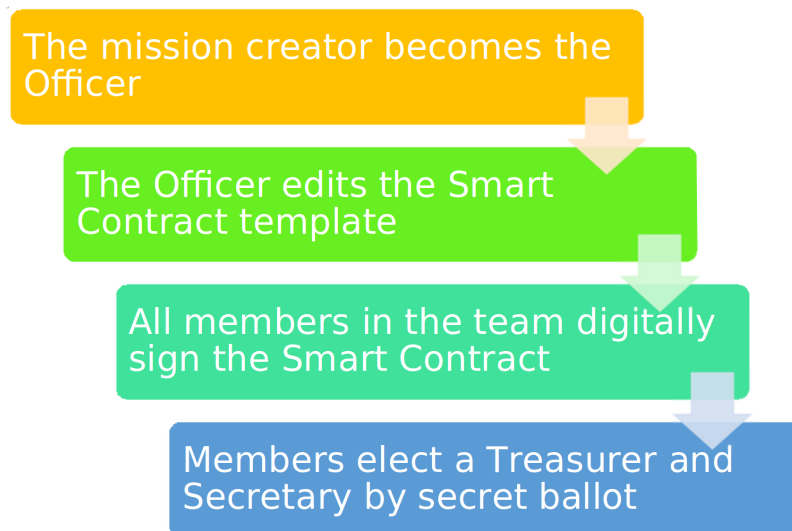 The mission creator becomes the
Officer
The Officer edits the Smart
Contract template
All members in the team digitally
sign the Smart Contract
Members elect a Treasurer and
Secretary by secret ballot